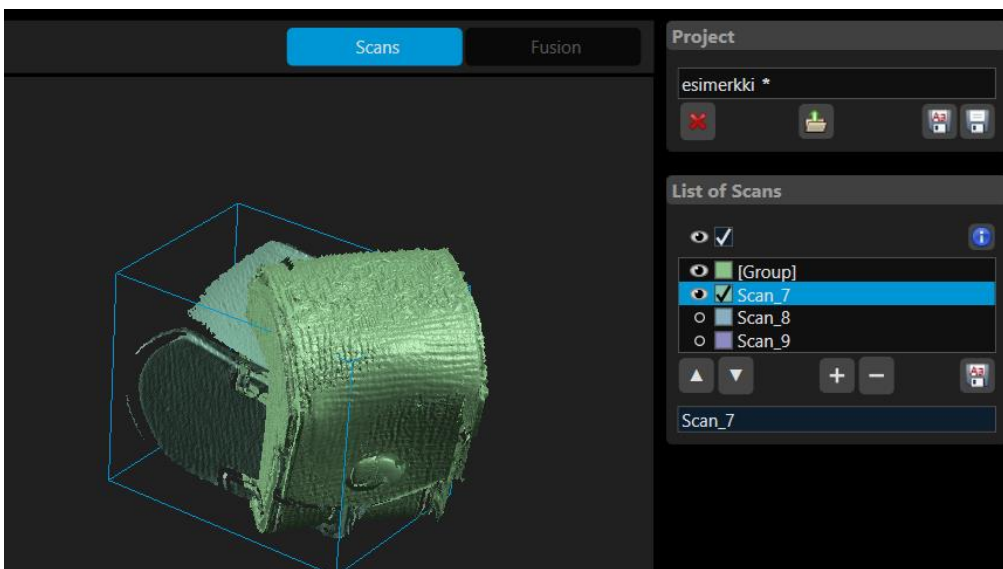 Scans
Fusion
Project
esimerkki *
List of Scans
[Group]
Scan_7
Scan_8
Scan_9
Scan_7